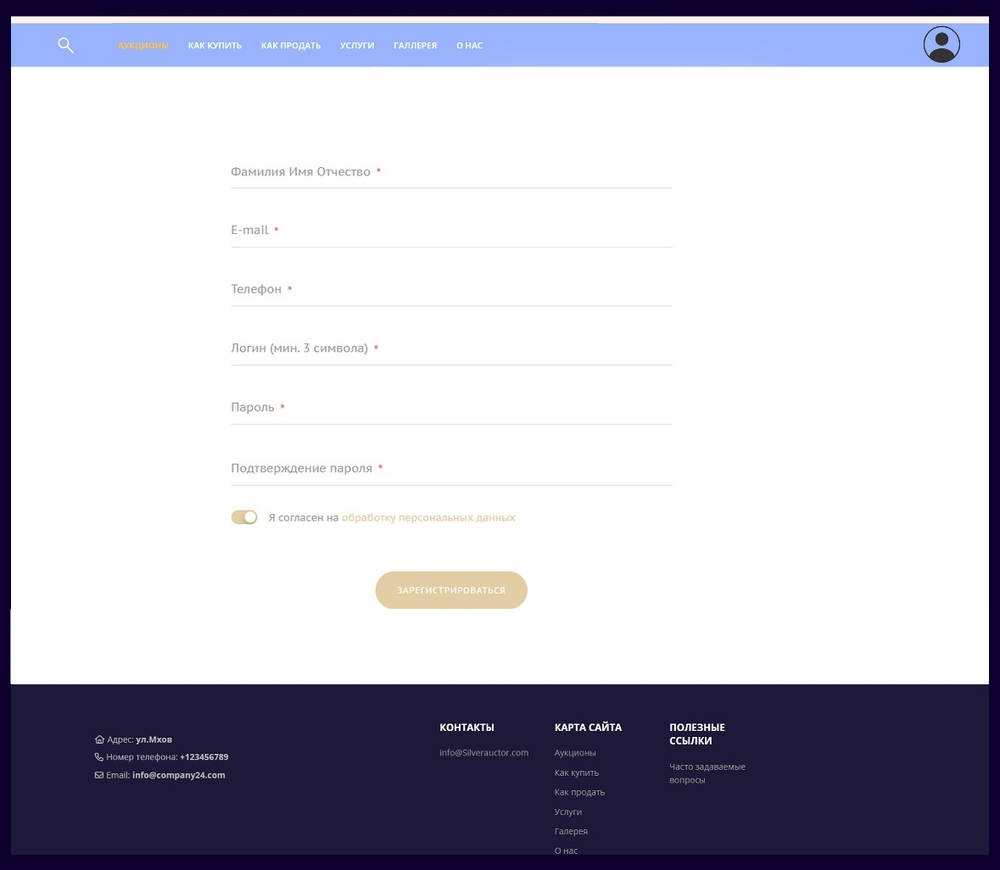 АУКЦИОНЫ КАК КУПИТЬ КАК ПРОДАТЬ УСЛУГИ ГАЛЛЕРЕЯ О НАС
Фамилия Имя Отчество *
E-mail *
Телефон *
Логин (мин. 3 символа) *
Пароль *
Подтверждение пароля *
Я согласен на обработку персональных данных
ЗАРЕГИСТРИРОВАТЬСЯ
Адрес: ул.Мхов
Номер телефона: +123456789
Email: info@company24.com
КОНТАКТЫ
info@Silverauctor.com
КАРТА САЙТА
Аукционы
Как купить
Как продать
Услуги
Галерея
О нас
ПОЛЕЗНЫЕ
ССЫЛКИ
Часто задаваемые
вопросы